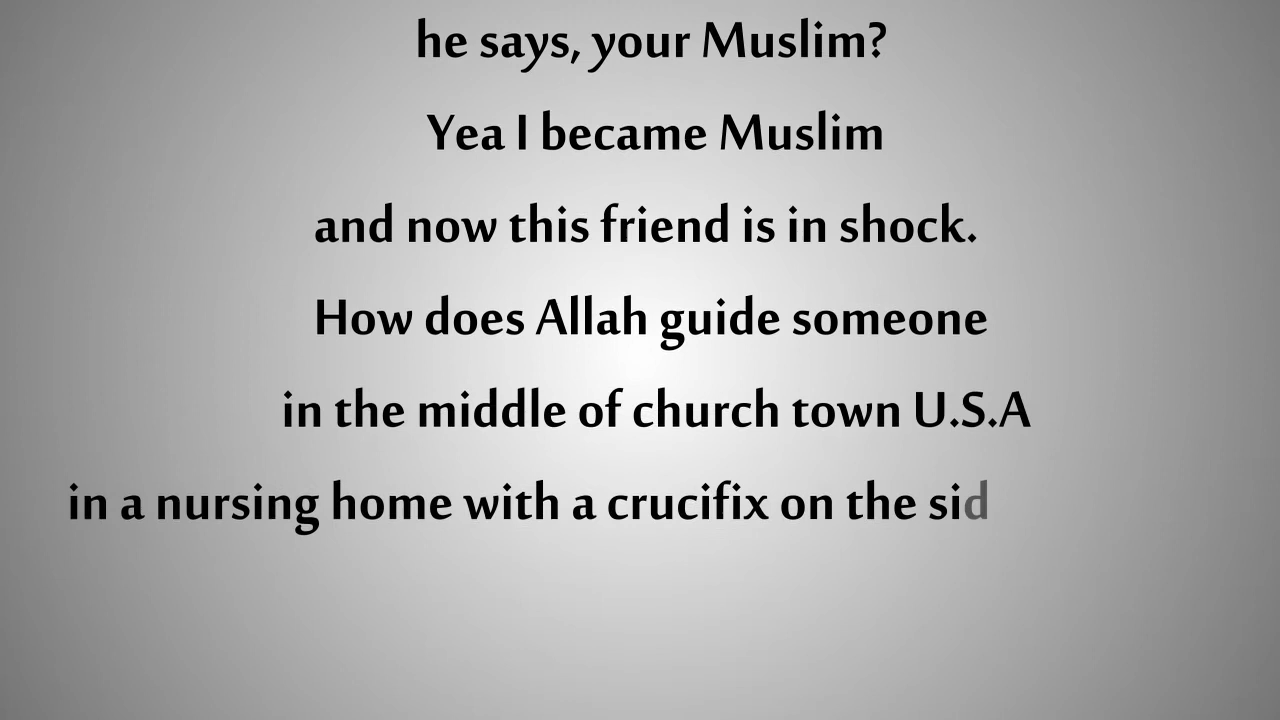 he says, your Muslim?
Yea I became Muslim
and now this friend is in shock.
How does Allah guide someone
in the middle of church town U.S.A
in a nursing home with a crucifix on the sid